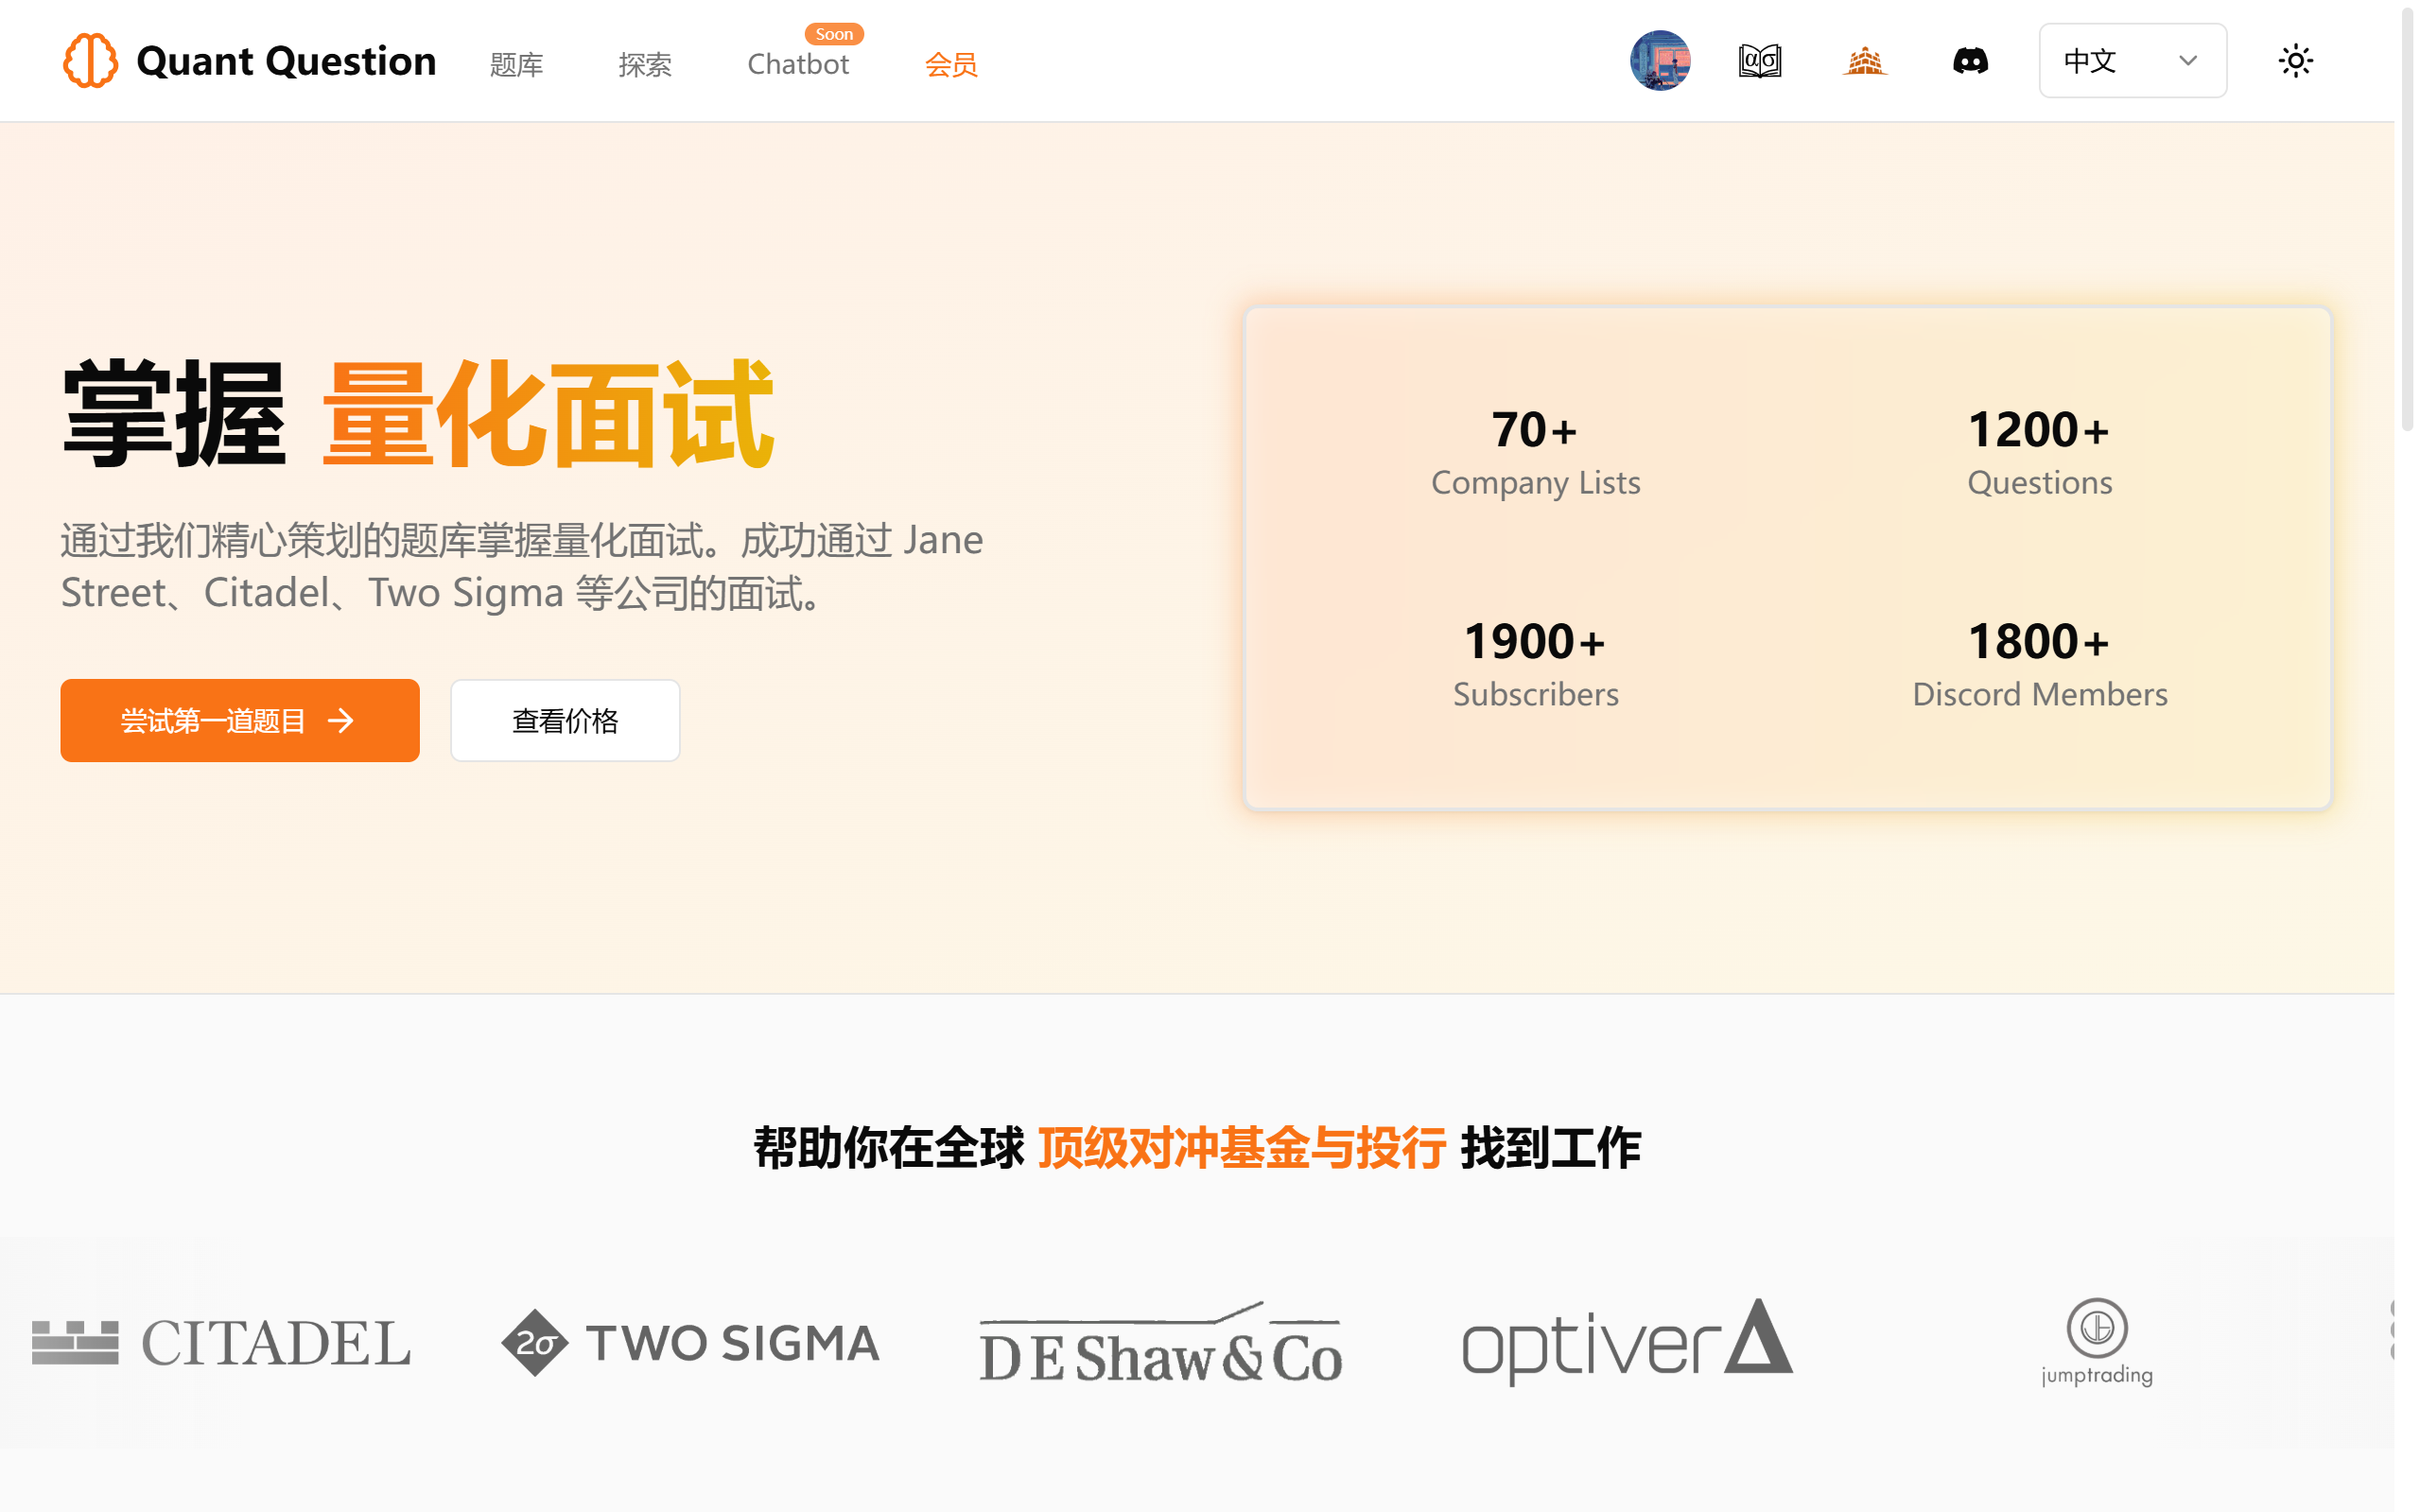 Quant Question
题库
探索
Chatbot
Soon
会员
ασ
中文
掌握 量化面试
通过我们精心策划的题库掌握量化面试。成功通过 Jane
Street、Citadel、Two Sigma 等公司的面试。
尝试第一道题目
查看价格
70+
Company Lists
1200+
Questions
1900+
Subscribers
1800+
Discord Members
帮助你在全球 顶级对冲基金与投行 找到工作
CITADEL
2σ TWO SIGMA
D E Shaw & Co
optiver
jumptrading